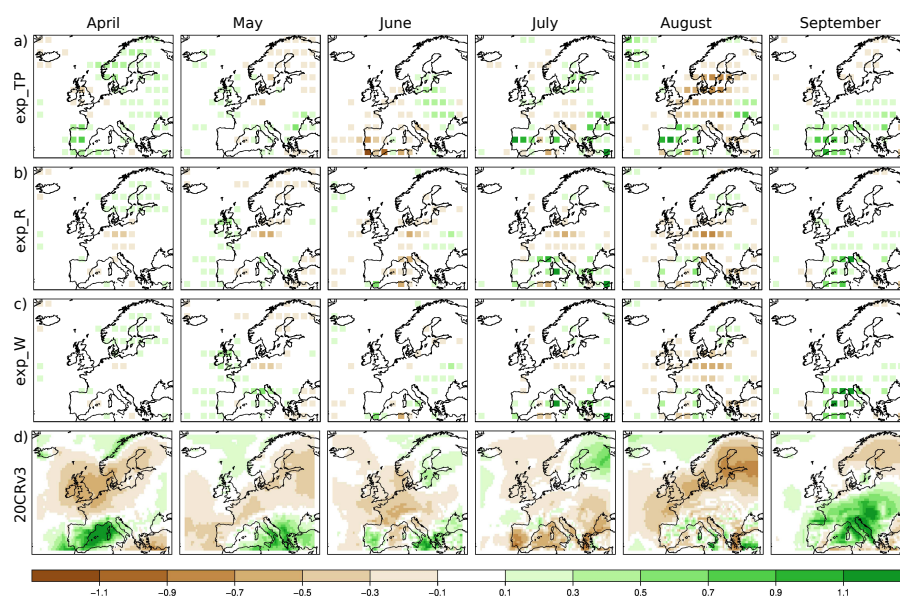 April May June July August September
a)
exp_TP
b)
exp_R
c)
exp_W
d)
20CRv3
−1.1 −0.9 −0.7 −0.5 −0.3 −0.1 0.1 0.3 0.5 0.7 0.9 1.1